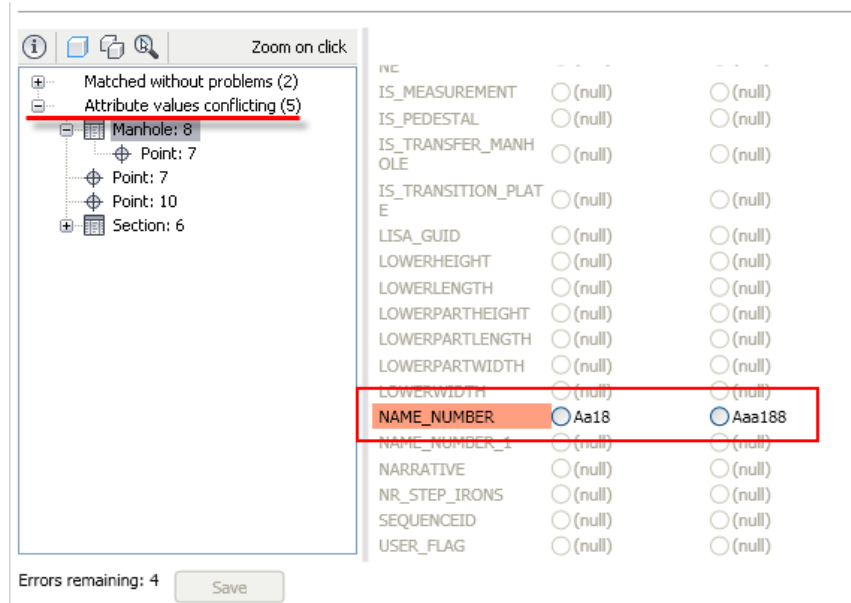 Zoom on click
Matched without problems (2)
Attribute values conflicting (5)
Manhole: 8
Point: 7
Point: 7
Point: 10
Section: 6
NE
IS_MEASUREMENT (null) (null)
IS_PEDESTAL (null) (null)
IS_TRANSFER_MANH
OLE (null) (null)
IS_TRANSITION_PLAT
E (null) (null)
LISA_GUID (null) (null)
LOWERHEIGHT (null) (null)
LOWERLENGTH (null) (null)
LOWERPARTHEIGHT (null) (null)
LOWERPARTLENGTH (null) (null)
LOWERPARTWIDTH (null) (null)
LOWERWIDTH (null) (null)
NAME_NUMBER Aa18 Aaa188
NAME_NUMBER_1 (null) (null)
NARRATIVE (null) (null)
NR_STEP_IRONS (null) (null)
SEQUENCEID (null) (null)
USER_FLAG (null) (null)
Errors remaining: 4 Save